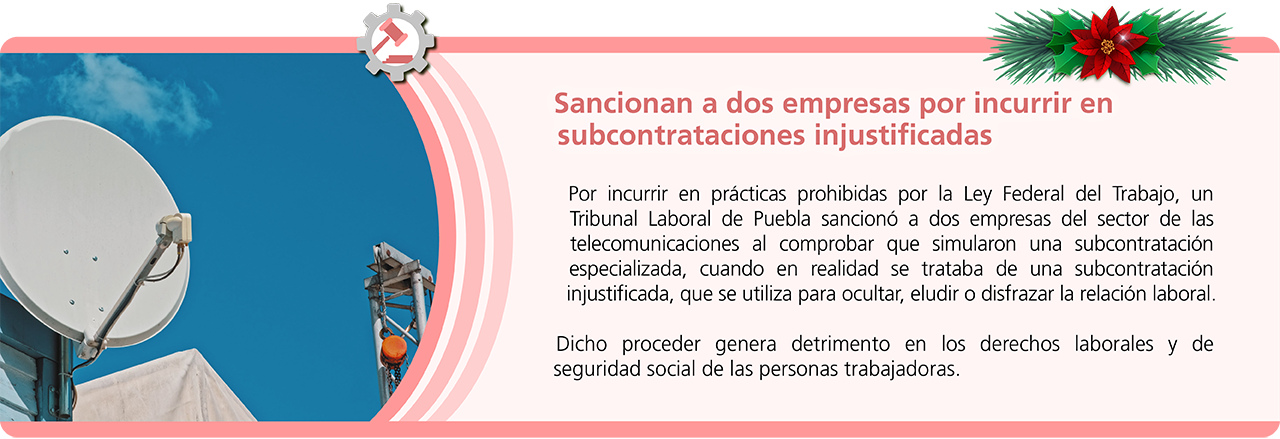 Sancionan a dos empresas por incurrir en
subcontrataciones injustificadas
Por incurrir en prácticas prohibidas por la Ley Federal del Trabajo, un
Tribunal Laboral de Puebla sancionó a dos empresas del sector de las
telecomunicaciones al comprobar que simularon una subcontratación
especializada, cuando en realidad se trataba de una subcontratación
injustificada, que se utiliza para ocultar, eludir o disfrazar la relación laboral.
Dicho proceder genera detrimento en los derechos laborales y de
seguridad social de las personas trabajadoras.